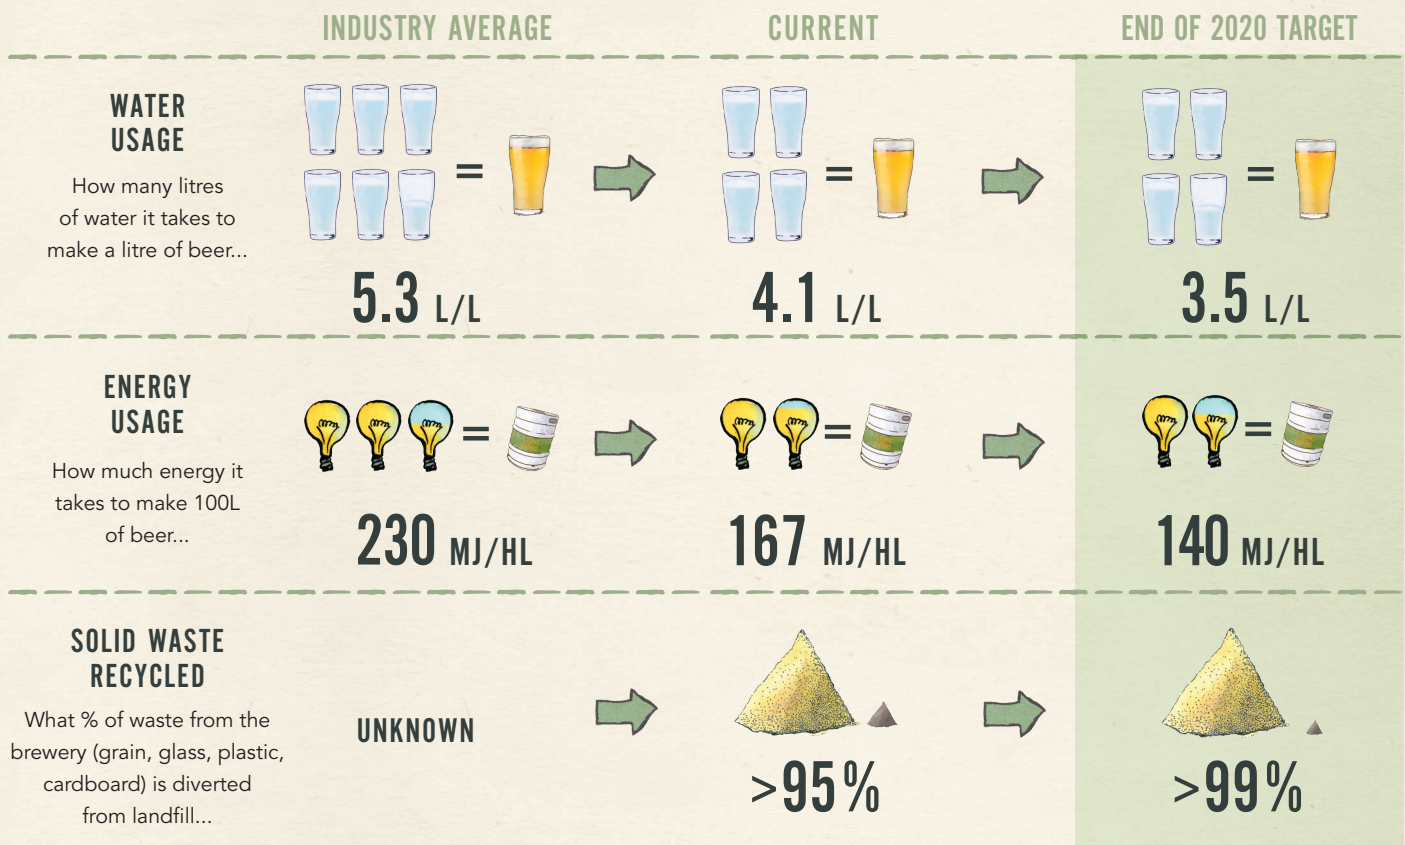 INDUSTRY AVERAGE
CURRENT
END OF 2020 TARGET
WATER
USAGE
How many litres
of water it takes to
make a litre of beer...
=
5.3 L/L
=
4.1 L/L
=
3.5 L/L
ENERGY
USAGE
How much energy it
takes to make 100L
of beer...
=
230 MJ/HL
=
167 MJ/HL
=
140 MJ/HL
SOLID WASTE
RECYCLED
What % of waste from the
brewery (grain, glass, plastic,
cardboard) is diverted
from landfill...
UNKNOWN
>95%
>99%